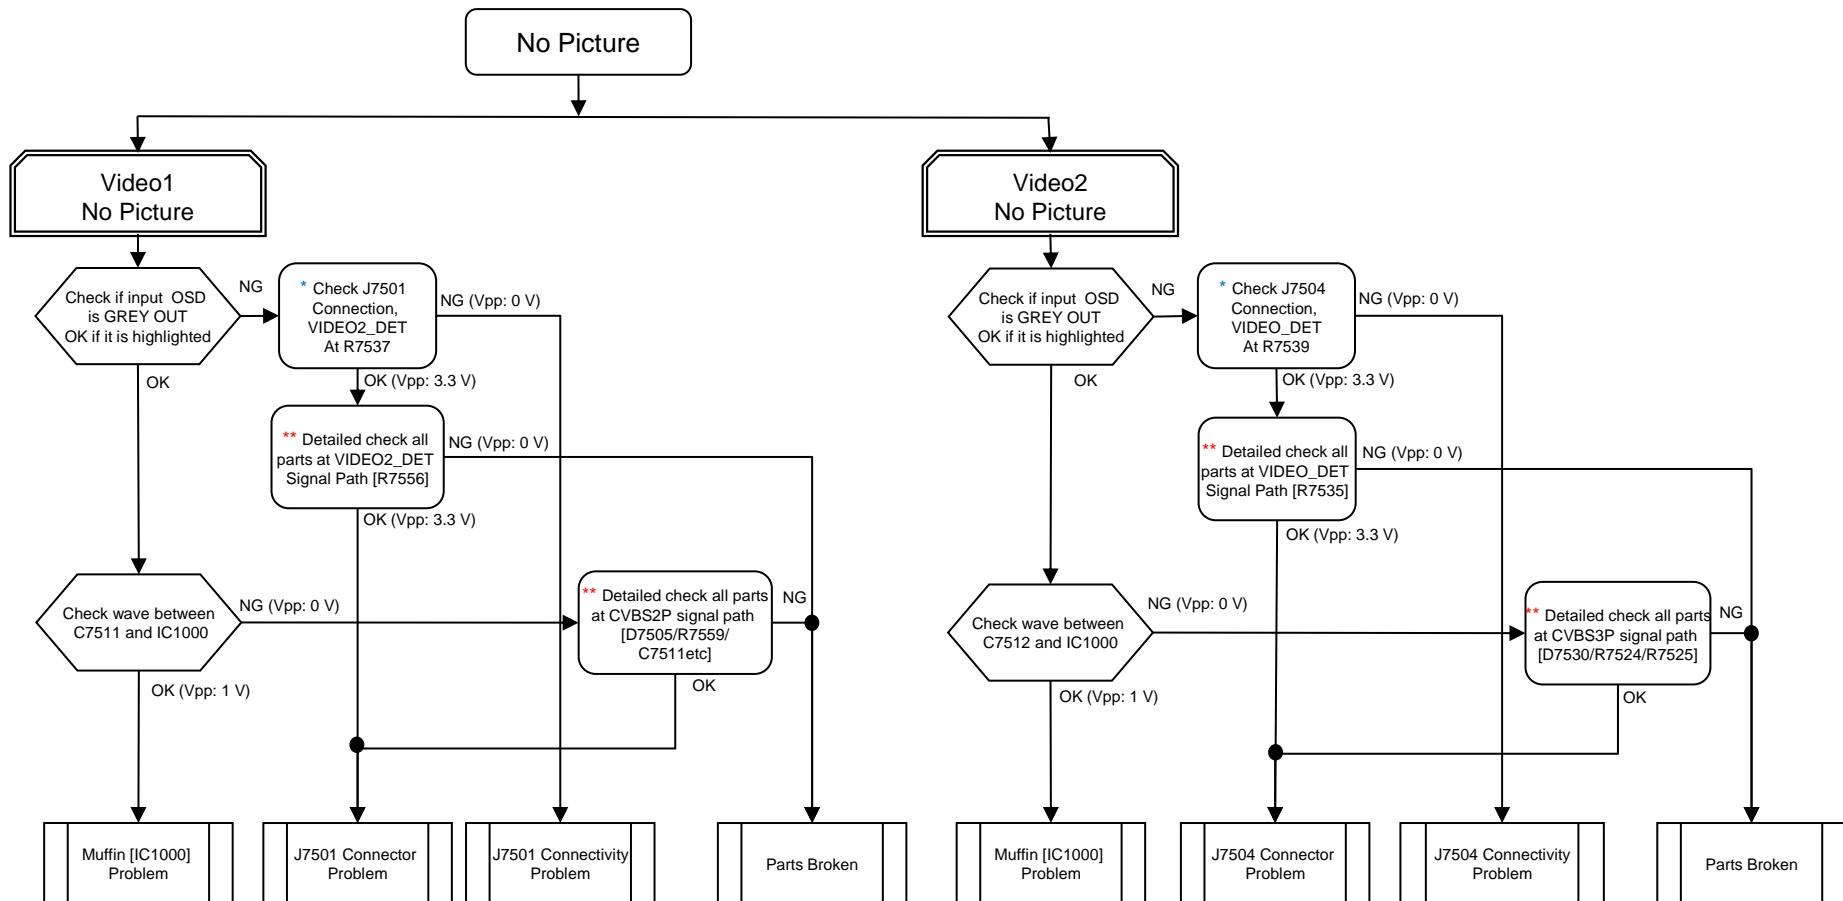 No Picture
Video1
No Picture
Check if input  OSD
is GREY OUT
OK if it is highlighted
NG
* Check J7501
Connection,
VIDEO2_DET
At R7537
NG (Vpp: 0 V)
OK
OK (Vpp: 3.3 V)
** Detailed check all
parts at VIDEO2_DET
Signal Path [R7556]
NG (Vpp: 0 V)
OK (Vpp: 3.3 V)
Check wave between
C7511 and IC1000
NG (Vpp: 0 V)
** Detailed check all parts
at CVBS2P signal path
[D7505/R7559/
C7511etc]
NG
OK (Vpp: 1 V)
OK
Muffin [IC1000]
Problem
J7501 Connector
Problem
J7501 Connectivity
Problem
Parts Broken
Video2
No Picture
Check if input  OSD
is GREY OUT
OK if it is highlighted
NG
* Check J7504
Connection,
VIDEO_DET
At R7539
NG (Vpp: 0 V)
OK
OK (Vpp: 3.3 V)
** Detailed check all
parts at VIDEO_DET
Signal Path [R7535]
NG (Vpp: 0 V)
OK (Vpp: 3.3 V)
Check wave between
C7512 and IC1000
NG (Vpp: 0 V)
** Detailed check all parts
at CVBS3P signal path
[D7530/R7524/R7525]
NG
OK (Vpp: 1 V)
OK
Muffin [IC1000]
Problem
J7504 Connector
Problem
J7504 Connectivity
Problem
Parts Broken